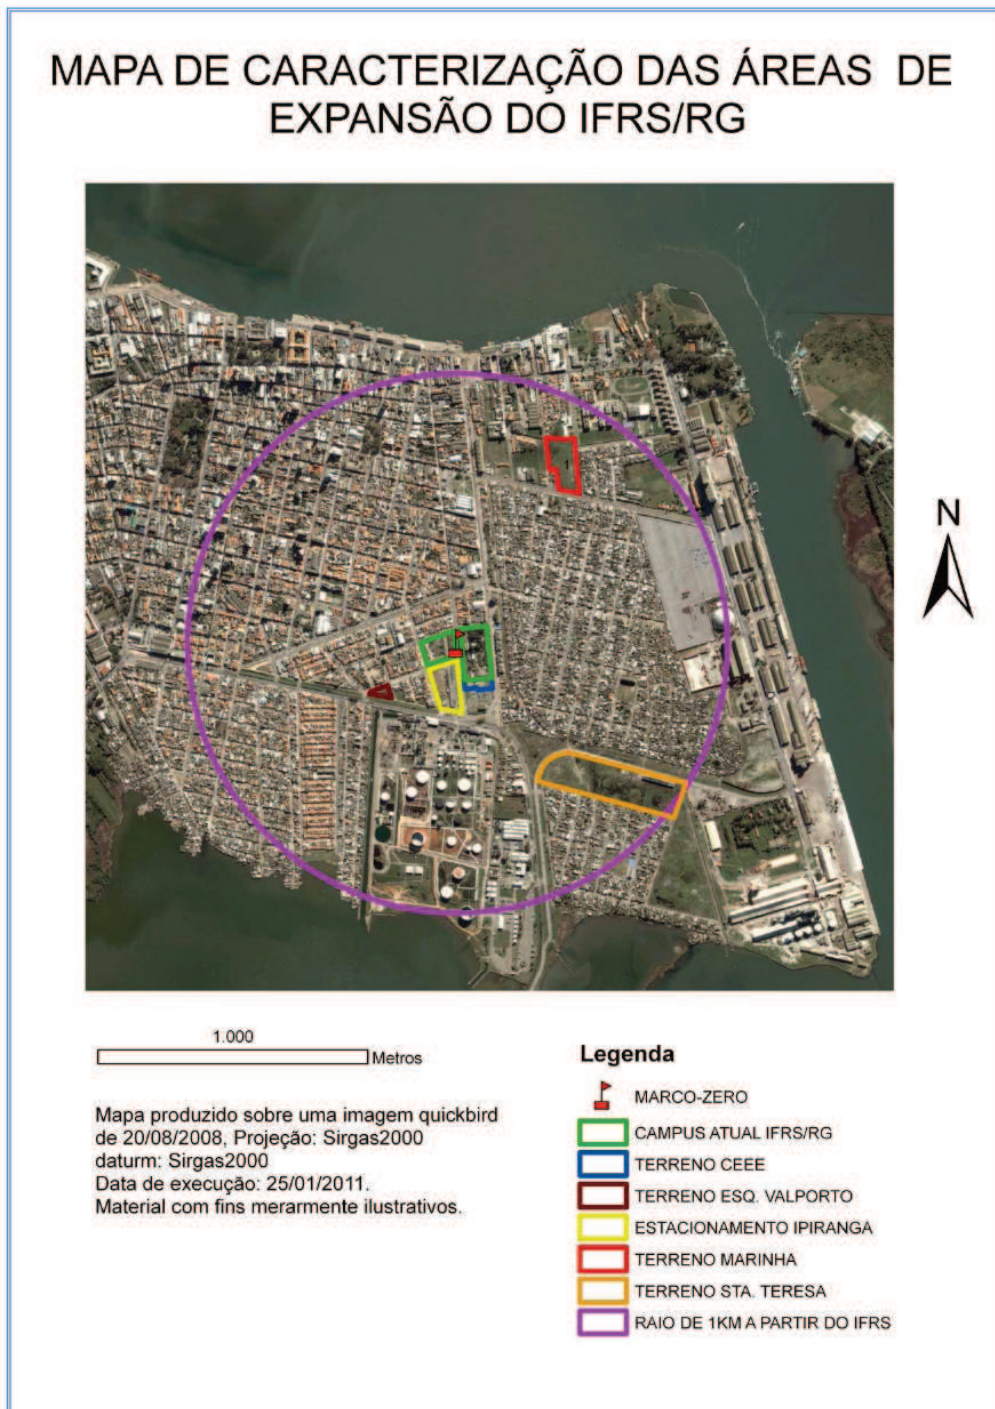 MAPA DE CARACTERIZAÇÃO DAS ÁREAS DE
EXPANSÃO DO IFRS/RG
1
N
1.000
Metros
Mapa produzido sobre uma imagem quickbird
de 20/08/2008, Projeção: Sirgas2000
daturm: Sirgas2000
Data de execução: 25/01/2011.
Material com fins merarmente ilustrativos.
Legenda
MARCO-ZERO
CAMPUS ATUAL IFRS/RG
TERRENO CEEE
TERRENO ESQ. VALPORTO
ESTACIONAMENTO IPIRANGA
TERRENO MARINHA
TERRENO STA. TERESA
RAIO DE 1KM A PARTIR DO IFRS